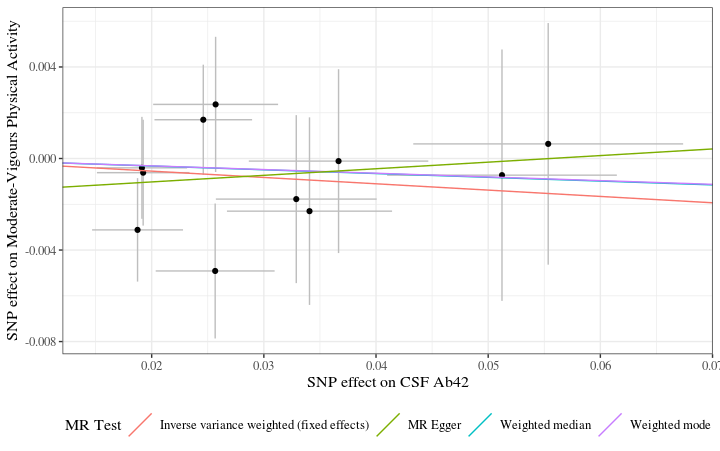 SNP effect on Moderate-Vigours Physical Activity
0.004
0.000
-0.004
-0.008
0.02 0.03 0.04 0.05 0.06 0.07
SNP effect on CSF Ab42
MR Test Inverse variance weighted (fixed effects) MR Egger Weighted median Weighted mode